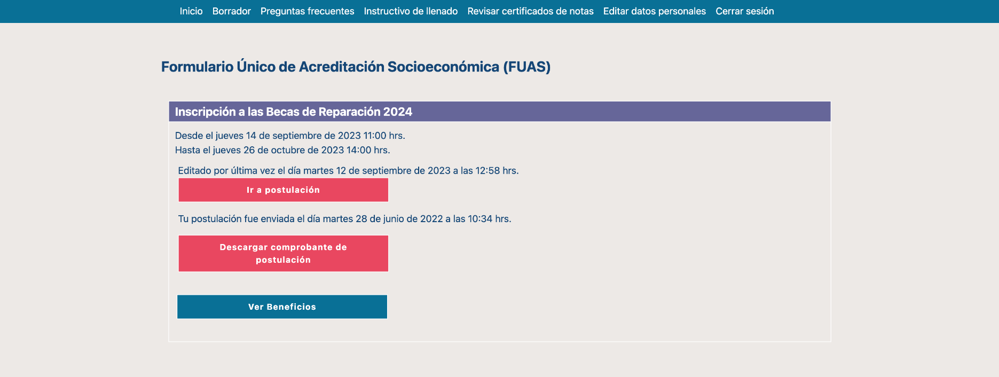 Inicio Borrador Preguntas frecuentes Instructivo de llenado Revisar certificados de notas Editar datos personales Cerrar sesión
Formulario Único de Acreditación Socioeconómica (FUAS)
Inscripción a las Becas de Reparación 2024
Desde el jueves 14 de septiembre de 2023 11:00 hrs.
Hasta el jueves 26 de octubre de 2023 14:00 hrs.
Editado por última vez el día martes 12 de septiembre de 2023 a las 12:58 hrs.
Ir a postulación
Tu postulación fue enviada el día martes 28 de junio de 2022 a las 10:34 hrs.
Descargar comprobante de
postulación
Ver Beneficios